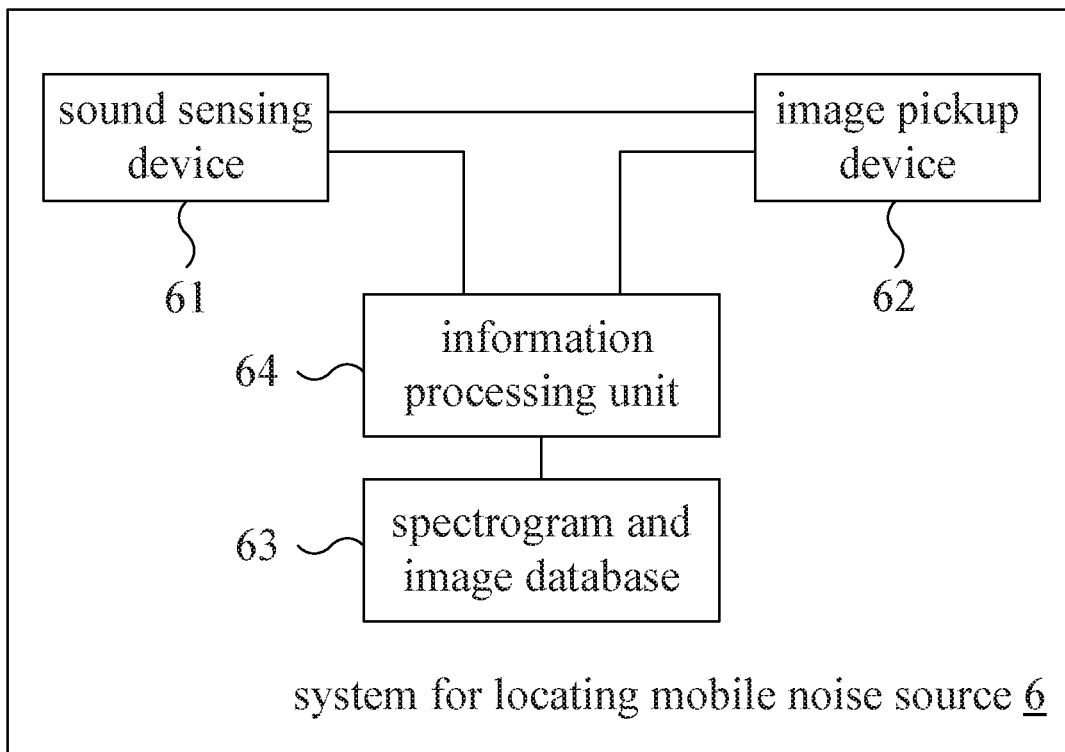 sound sensing
device
image pickup
device
61
62
information
processing unit
64
spectrogram and
image database
63
system for locating mobile noise source 6